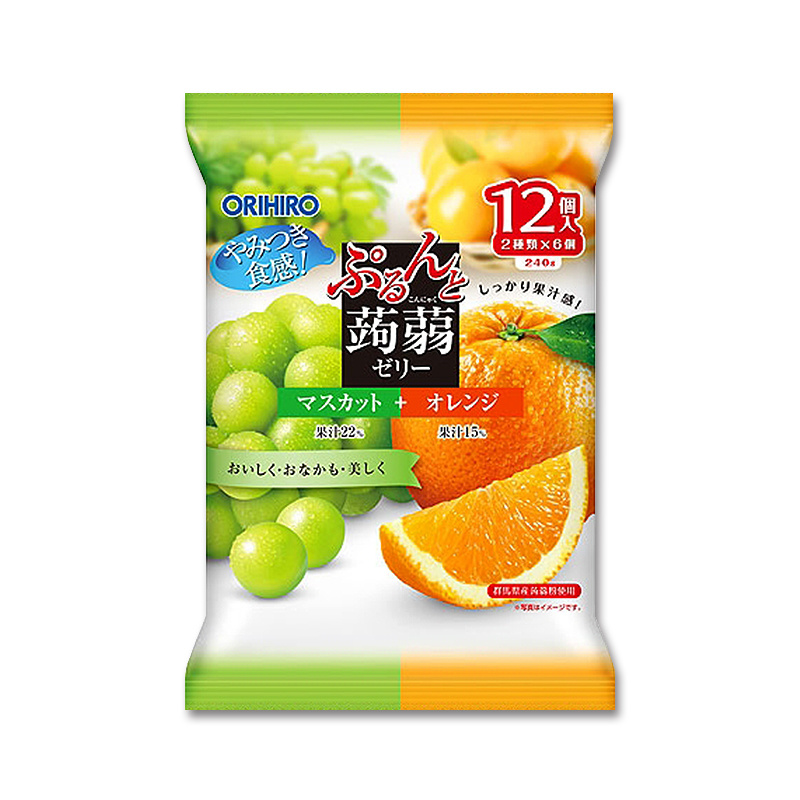 ORIHIRO
やみつき
食感!
12個入
2種類×6個
240g
ぷるんと
こんにゃく
蒟蒻
ゼリー
しっかり果汁感!
マスカット + オレンジ
果汁22%
果汁15%
おいしく・おなかも・美しく
群馬県産蒟蒻粉使用
※写真はイメージです。